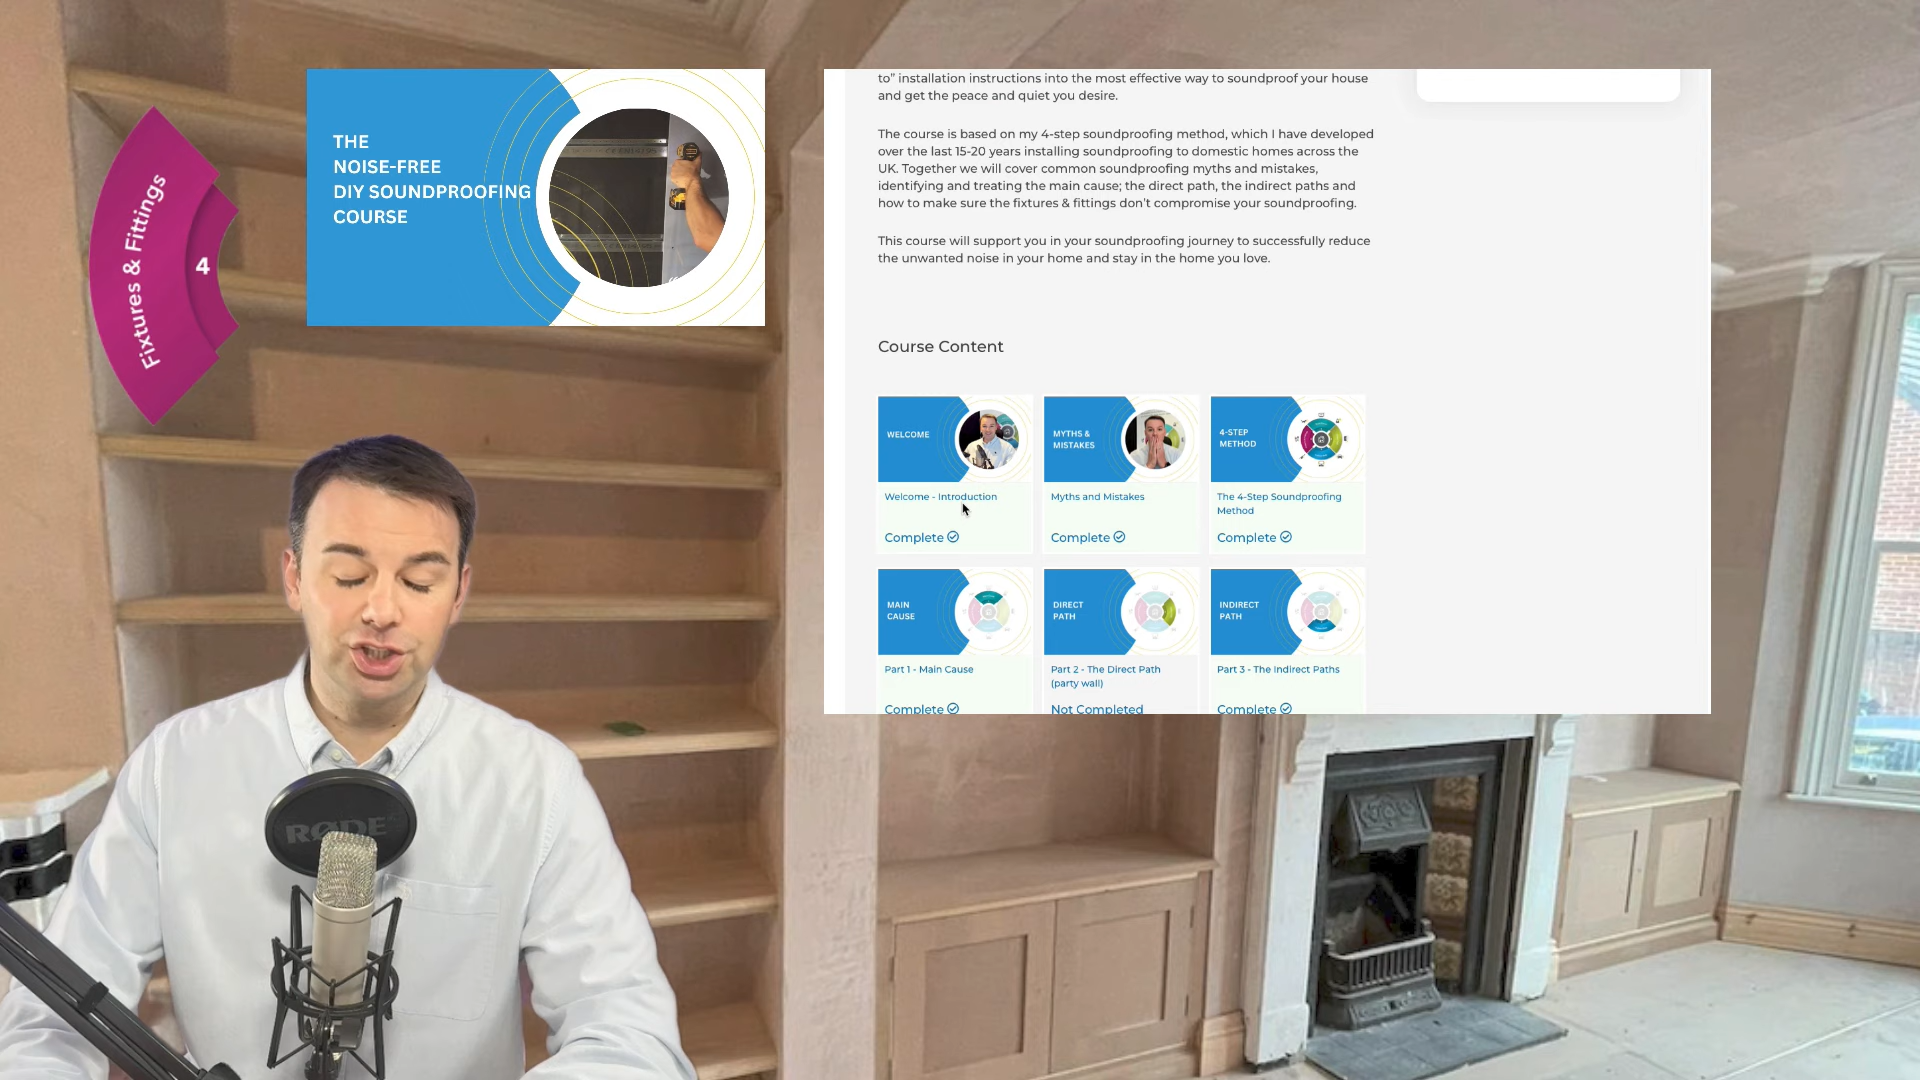 Fixtures & Fittings
4
THE
NOISE-FREE
DIY SOUNDPROOFING
COURSE
to” installation instructions into the most effective way to soundproof your house
and get the peace and quiet you desire.
The course is based on my 4-step soundproofing method, which I have developed
over the last 15-20 years installing soundproofing to domestic homes across the
UK. Together we will cover common soundproofing myths and mistakes,
identifying and treating the main cause; the direct path, the indirect paths and
how to make sure the fixtures & fittings don’t compromise your soundproofing.
This course will support you in your soundproofing journey to successfully reduce
the unwanted noise in your home and stay in the home you love.
Course Content
WELCOME
Welcome - Introduction
Complete
MYTHS &
MISTAKES
Myths and Mistakes
Complete
4-STEP
METHOD
The 4-Step Soundproofing
Method
Complete
MAIN
CAUSE
Part 1 - Main Cause
Complete
DIRECT
PATH
Part 2 - The Direct Path
(party wall)
Not Completed
INDIRECT
PATH
Part 3 - The Indirect Paths
Complete
RØDE